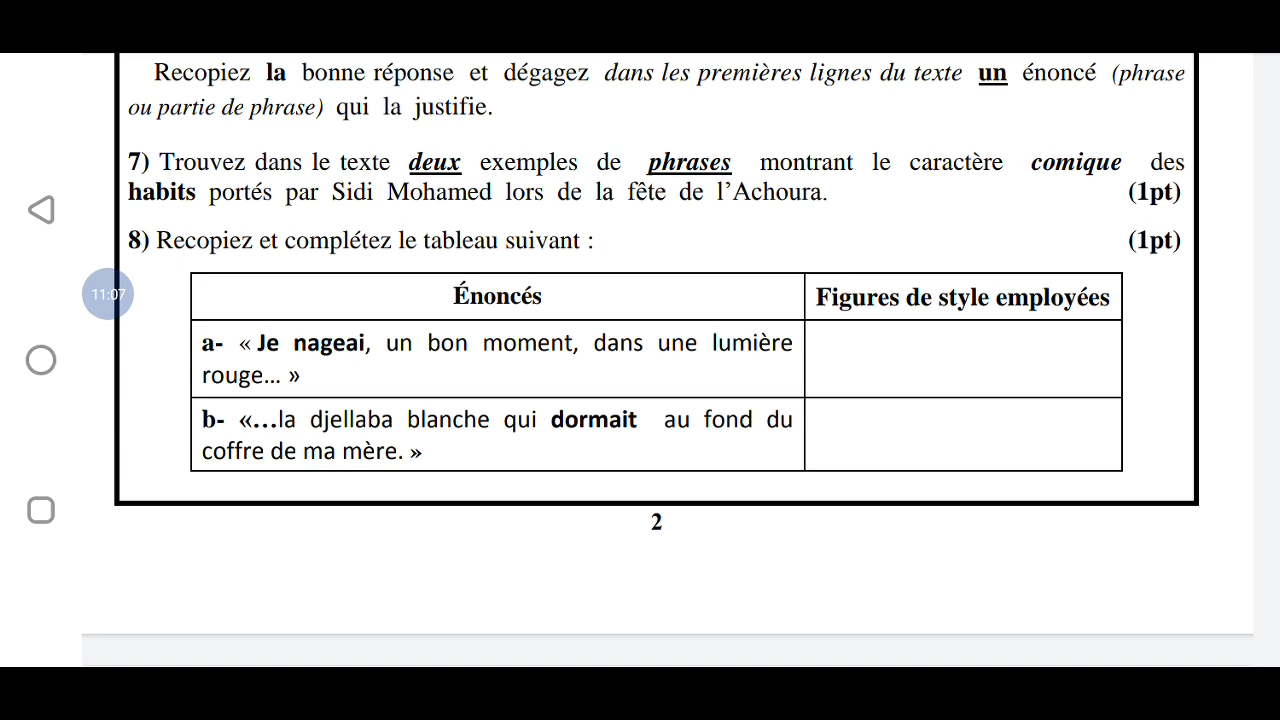 Recopiez la bonne réponse et dégagez dans les premières lignes du texte un énoncé (phrase
ou partie de phrase) qui la justifie.
7) Trouvez dans le texte deux exemples de phrases montrant le caractère comique des
habits portés par Sidi Mohamed lors de la fête de l’Achoura. (1pt)
8) Recopiez et complétez le tableau suivant : (1pt)
11:07
Énoncés Figures de style employées
a- « Je nageai, un bon moment, dans une lumière
rouge... »
b- «...la djellaba blanche qui dormait au fond du
coffre de ma mère. »
2